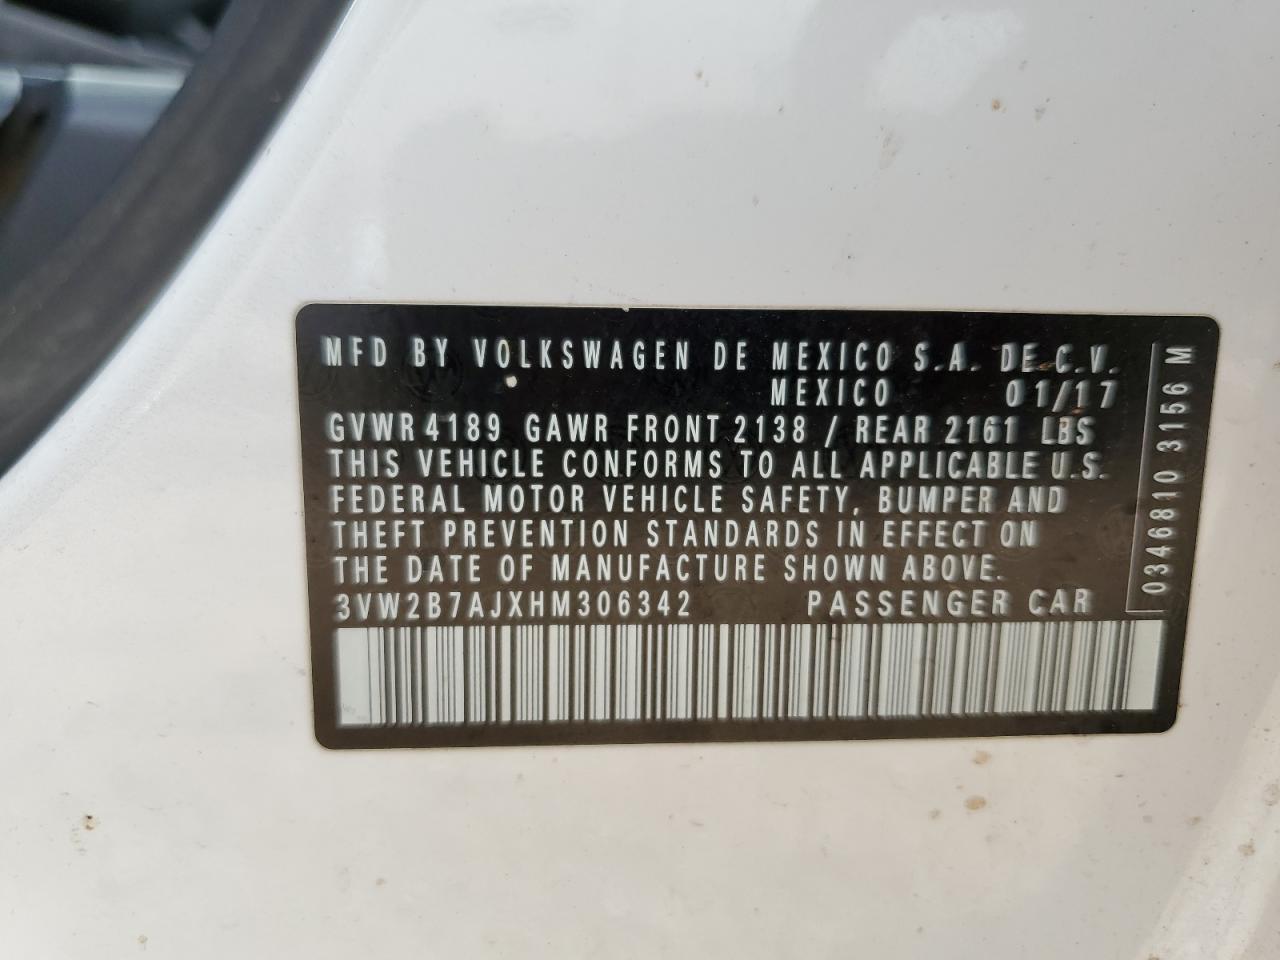 MFD BY VOLKSWAGEN DE MEXICO S.A. DE C.V.
MEXICO 01/17
GVWR 4189 GAWR FRONT 2138 / REAR 2161 LBS
THIS VEHICLE CONFORMS TO ALL APPLICABLE U.S.
FEDERAL MOTOR VEHICLE SAFETY, BUMPER AND
THEFT PREVENTION STANDARDS IN EFFECT ON
THE DATE OF MANUFACTURE SHOWN ABOVE.
3VW2B7AJXHM306342 PASSENGER CAR
0346810 3156 M